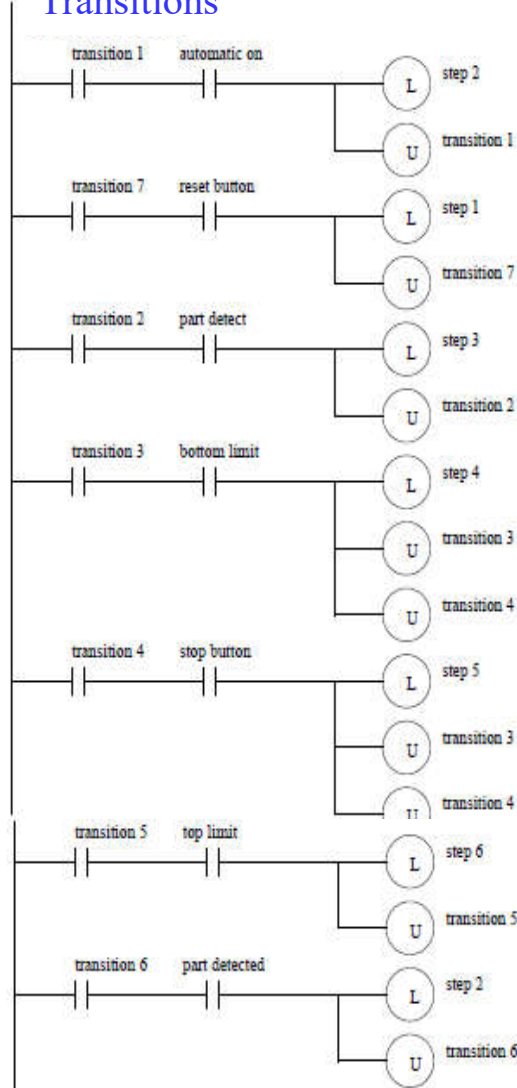 Transitions
transition 1 automatic on
L step 2
U transition 1
transition 7 reset button
L step 1
U transition 7
transition 2 part detect
L step 3
U transition 2
transition 3 bottom limit
L step 4
U transition 3
U transition 4
transition 4 stop button
L step 5
U transition 3
U transition 4
transition 5 top limit
L step 6
U transition 5
transition 6 part detected
L step 2
U transition 6